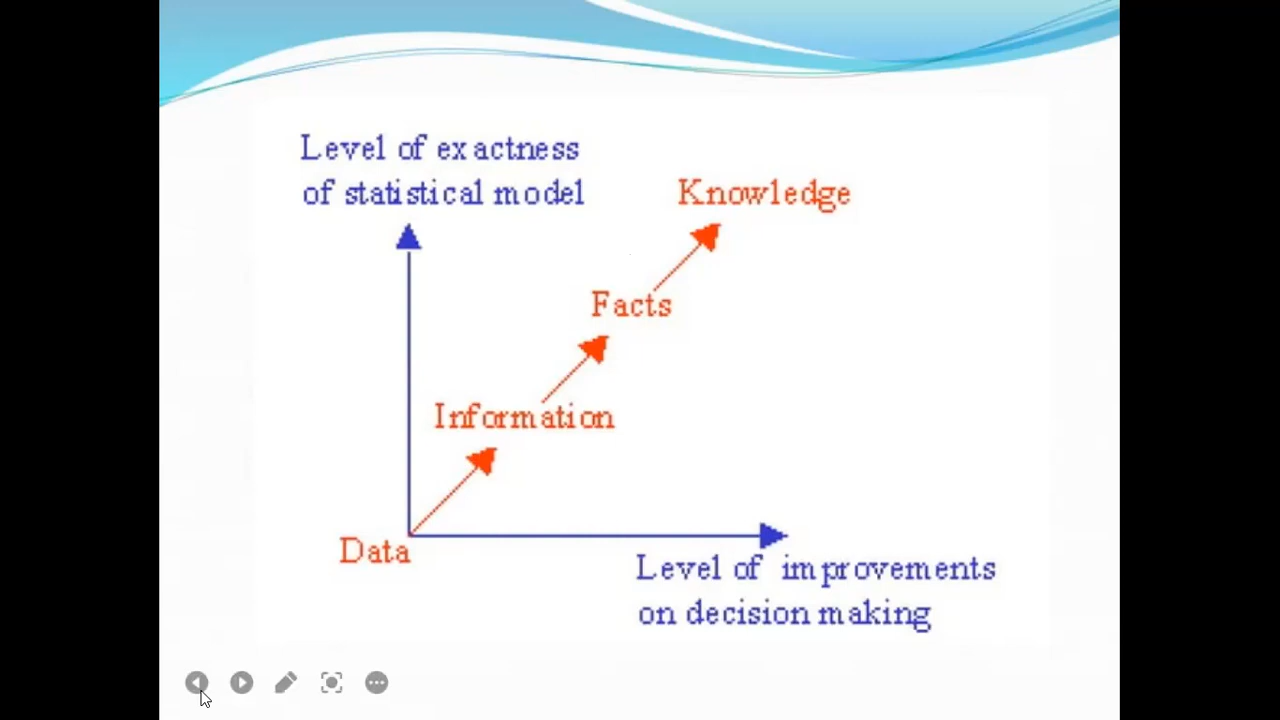 Level of exactness
of statistical model
Knowledge
Facts
Information
Data
Level of improvements
on decision making